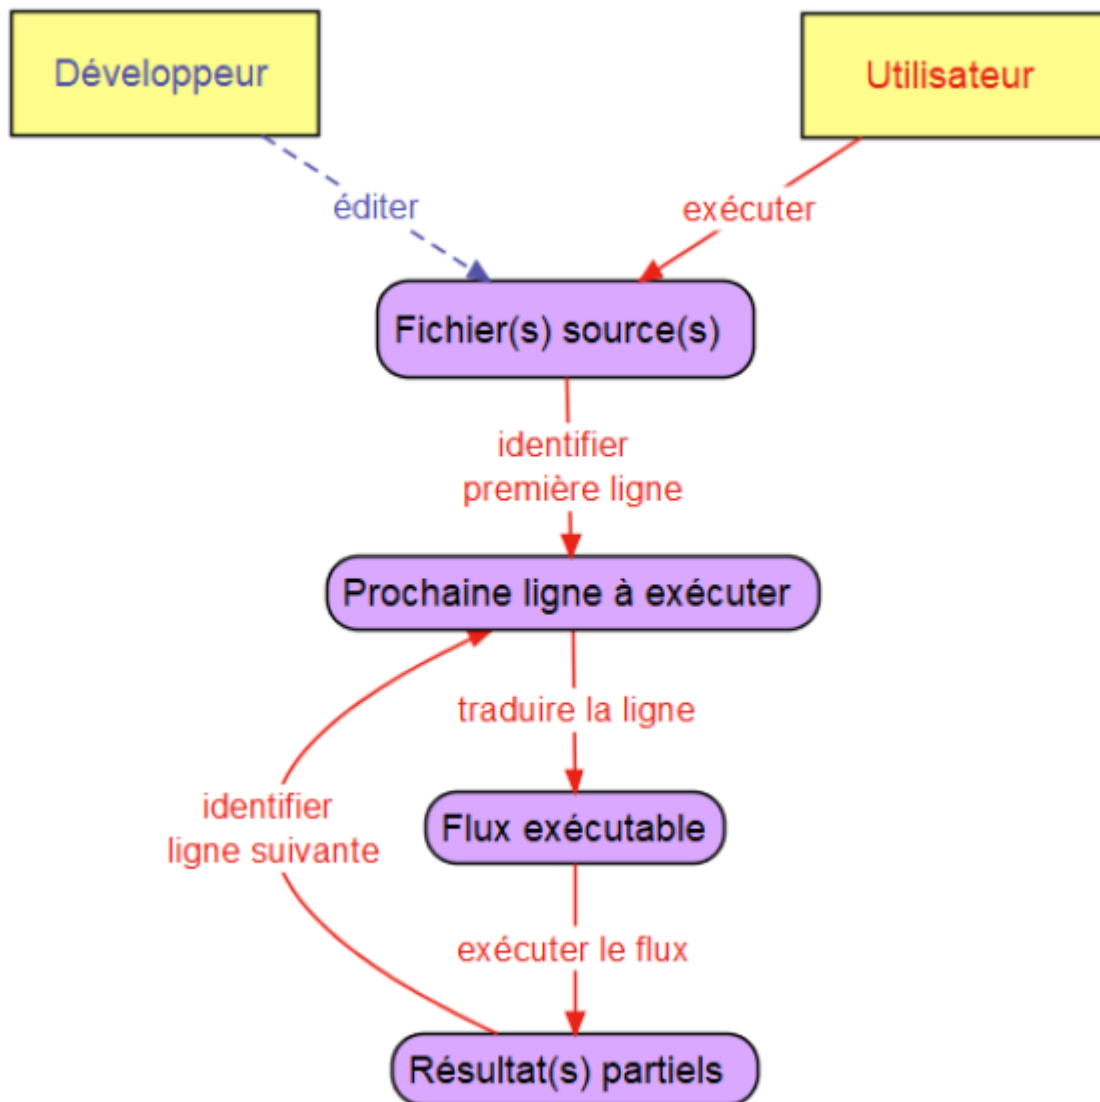 Développeur
Utilisateur
éditer
exécuter
Fichier(s) source(s)
identifier
première ligne
Prochaine ligne à exécuter
traduire la ligne
identifier
ligne suivante
Flux exécutable
exécuter le flux
Résultat(s) partiels